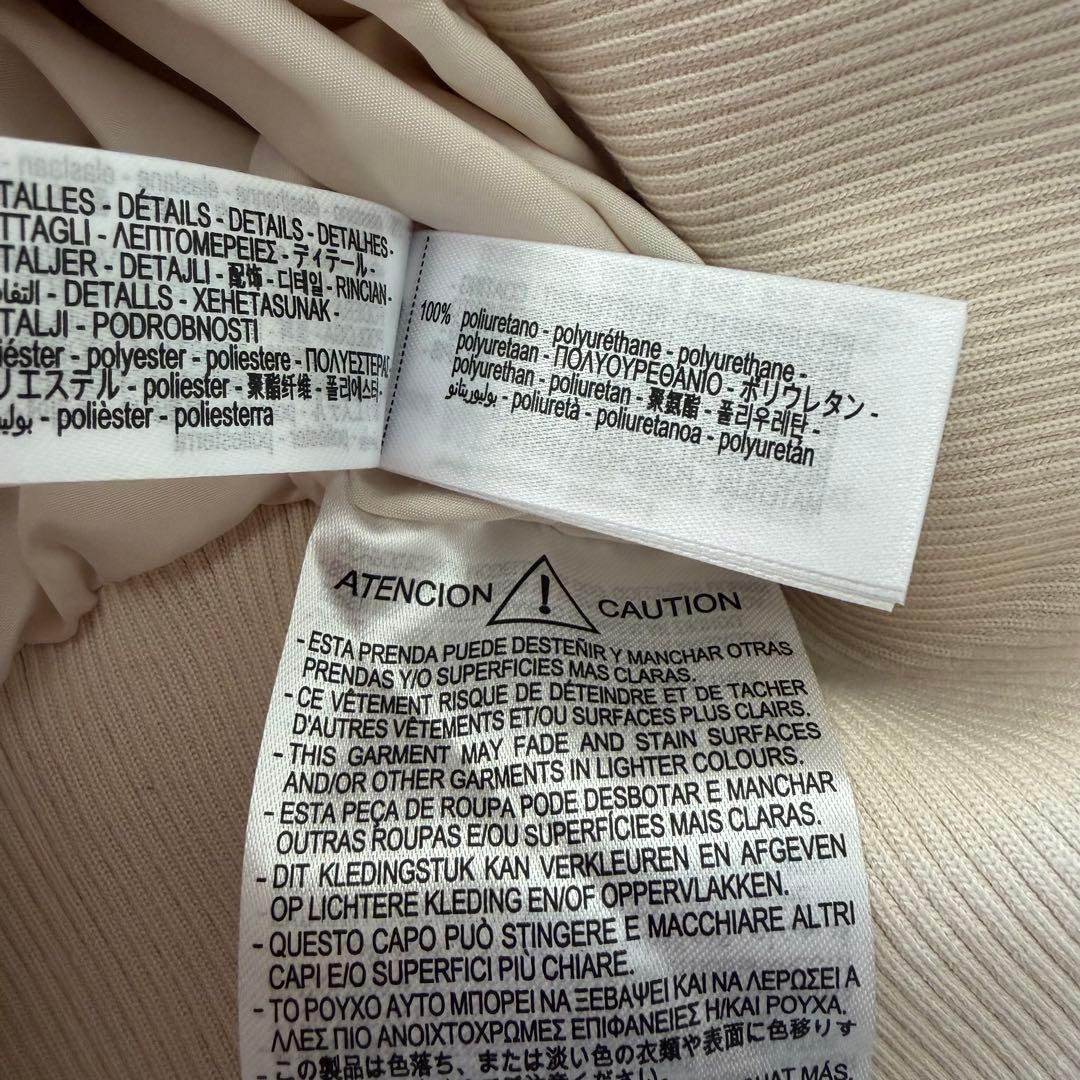 TALLES - DÉTAILS - DETAILS - DETALHES -
TTAGLI - ΛΕΠΤΟΜΕΡΕΙΕΣ - ディテール -
TALJER - DETAJLI - 配饰 - 디테일 - RINCIAN -
- DETALLS - XEHETASUNAK -
TALJI - PODROBNOSTI
iéster - polyester - poliestere - ΠΟΛΥΕΣΤΕΡΑΣ
リエステル - poliester - 聚酯纤维 - 폴리에스터 -
- polièster - poliesterra
100% poliuretano - polyuréthane - polyurethane -
polyuretaan - ΠΟΛΥΟΥΡΕΘΑΝΙΟ - ポリウレタン -
polyurethan - poliuretan - 聚氨酯 - 폴리우레탄 -
بوليوريتانو - poliuretà - poliuretanoa - polyuretán
ATENCION ! CAUTION
- ESTA PRENDA PUEDE DESTEÑIR Y MANCHAR OTRAS
PRENDAS Y/O SUPERFICIES MAS CLARAS.
- CE VÊTEMENT RISQUE DE DÉTEINDRE ET DE TACHER
D'AUTRES VÊTEMENTS ET/OU SURFACES PLUS CLAIRS.
- THIS GARMENT MAY FADE AND STAIN SURFACES
AND/OR OTHER GARMENTS IN LIGHTER COLOURS.
- ESTA PEÇA DE ROUPA PODE DESBOTAR E MANCHAR
OUTRAS ROUPAS E/OU SUPERFÍCIES MAIS CLARAS.
- DIT KLEDINGSTUK KAN VERKLEUREN EN AFGEVEN
OP LICHTERE KLEDING EN/OF OPPERVLAKKEN.
- QUESTO CAPO PUÒ STINGERE E MACCHIARE ALTRI
CAPI E/O SUPERFICI PIÙ CHIARE.
- ΤΟ ΡΟΥΧΟ ΑΥΤΟ ΜΠΟΡΕΙ ΝΑ ΞΕΒΑΨΕΙ ΚΑΙ ΝΑ ΛΕΡΩΣΕΙ Α
ΛΛΕΣ ΠΙΟ ΑΝΟΙΧΤΟΧΡΩΜΕΣ ΕΠΙΦΑΝΕΙΕΣ Η/ΚΑΙ ΡΟΥΧΑ.
この製品は色落ち、または淡い色の衣類や表面に色移りす
MÁS.